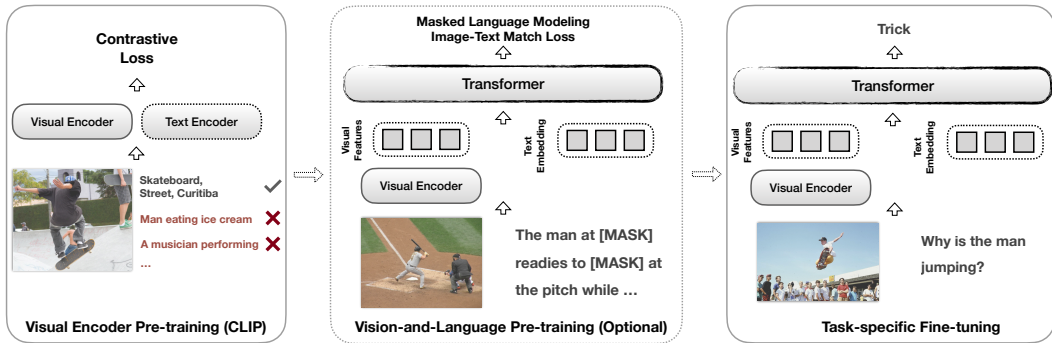 Contrastive
Loss
Visual Encoder
Text Encoder
Skateboard,
Street, Curitiba
Man eating ice cream
A musician performing
...
Visual Encoder Pre-training (CLIP)
Masked Language Modeling
Image-Text Match Loss
Transformer
Visual
Features
Text
Embedding
Visual Encoder
The man at [MASK]
readies to [MASK] at
the pitch while ...
Vision-and-Language Pre-training (Optional)
Trick
Transformer
Visual
Features
Text
Embedding
Visual Encoder
Why is the man
jumping?
Task-specific Fine-tuning